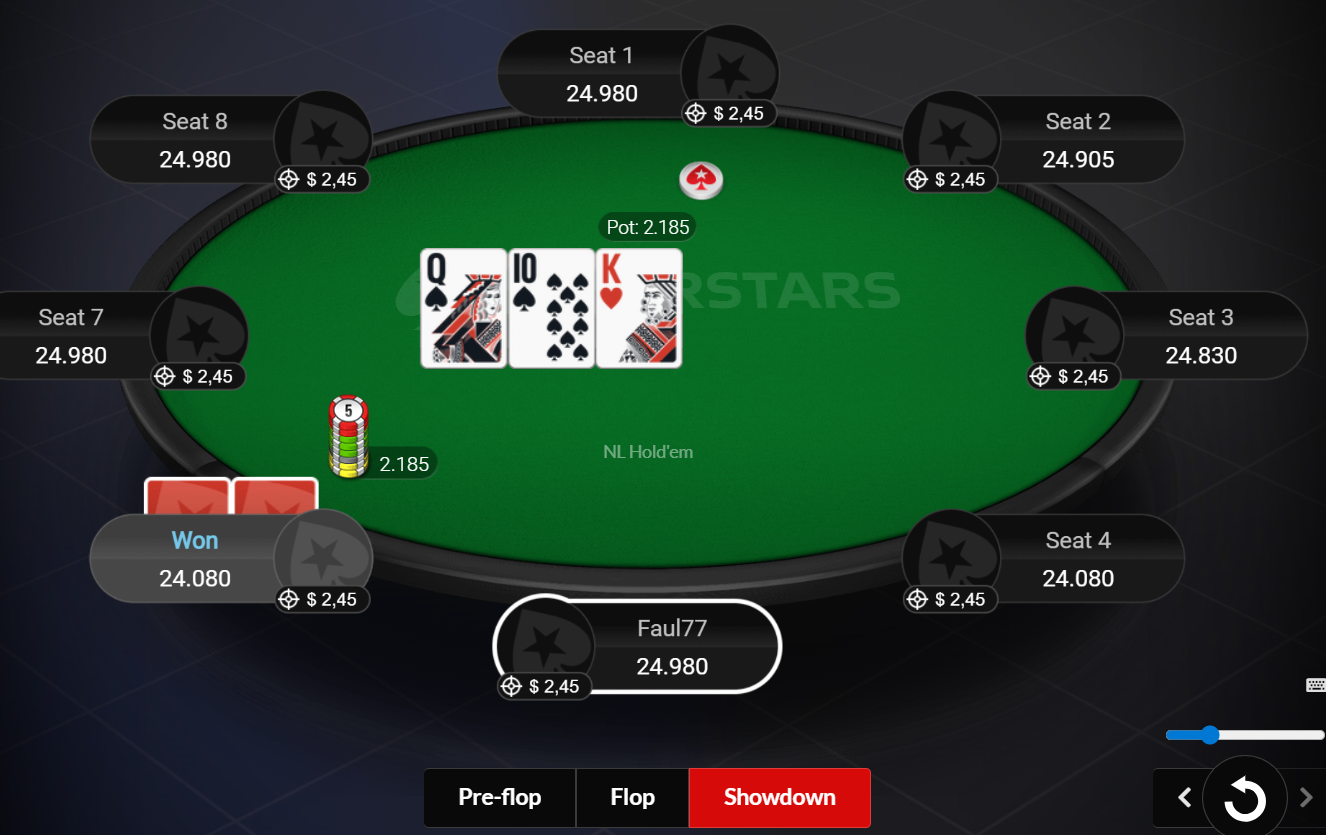 Seat 1
24.980
$ 2,45
Seat 8
24.980
$ 2,45
Seat 2
24.905
$ 2,45
Pot: 2.185
Q
10
K
RSTARS
Seat 7
24.980
$ 2,45
Seat 3
24.830
$ 2,45
5
2.185
NL Hold'em
Won
24.080
$ 2,45
Seat 4
24.080
$ 2,45
Faul77
24.980
$ 2,45
Pre-flop
Flop
Showdown